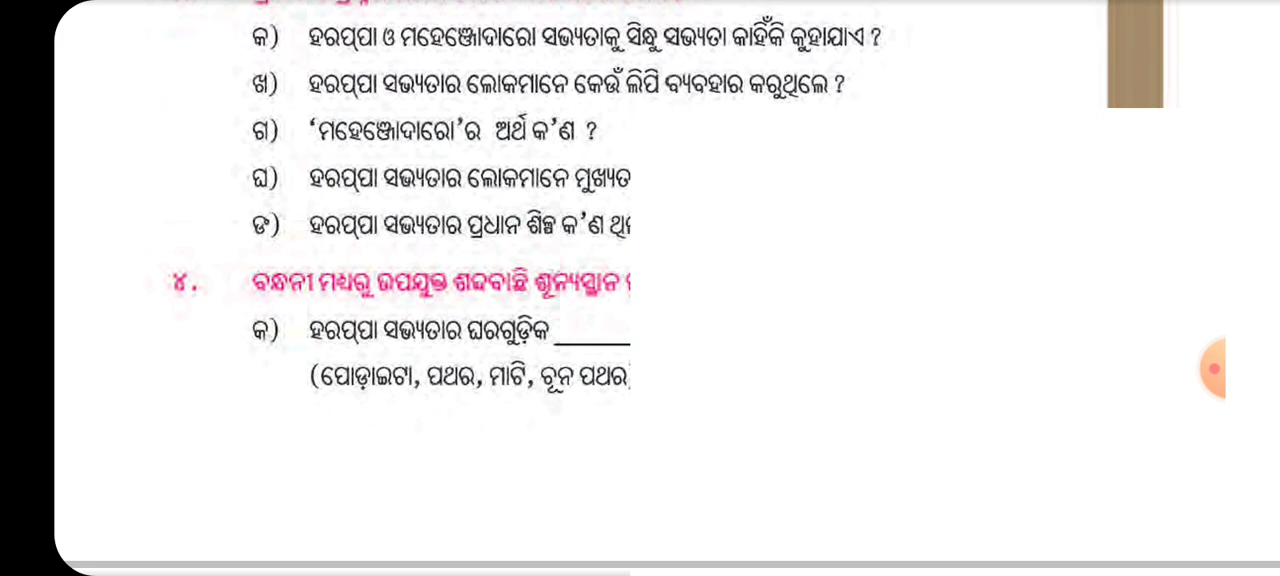 କ) ହରପ୍ପା ଓ ମହେଞ୍ଜୋଦାରୋ ସଭ୍ୟତାକୁ ସିନ୍ଧୁ ସଭ୍ୟତା କାହିଁକି କୁହାଯାଏ ?
ଖ) ହରପ୍ପା ସଭ୍ୟତାର ଲୋକମାନେ କେଉଁ ଲିପି ବ୍ୟବହାର କରୁଥିଲେ ?
ଗ) ‘ମହେଞ୍ଜୋଦାରୋ’ର ଅର୍ଥ କ’ଣ ?
ଘ) ହରପ୍ପା ସଭ୍ୟତାର ଲୋକମାନେ ମୁଖ୍ୟତ
ଙ) ହରପ୍ପା ସଭ୍ୟତାର ପ୍ରଧାନ ଶିଳ୍ପ କ’ଣ
୪. ବନ୍ଧନୀ ମଧ୍ୟରୁ ଉପଯୁକ୍ତ ଶବ୍ଦବାଛି ଶୂନ୍ୟସ୍ଥାନ
କ) ହରପ୍ପା ସଭ୍ୟତାର ଘରଗୁଡ଼ିକ ______
(ପୋଡ଼ାଇଟା, ପଥର, ମାଟି, ଚୂନ ପଥର)